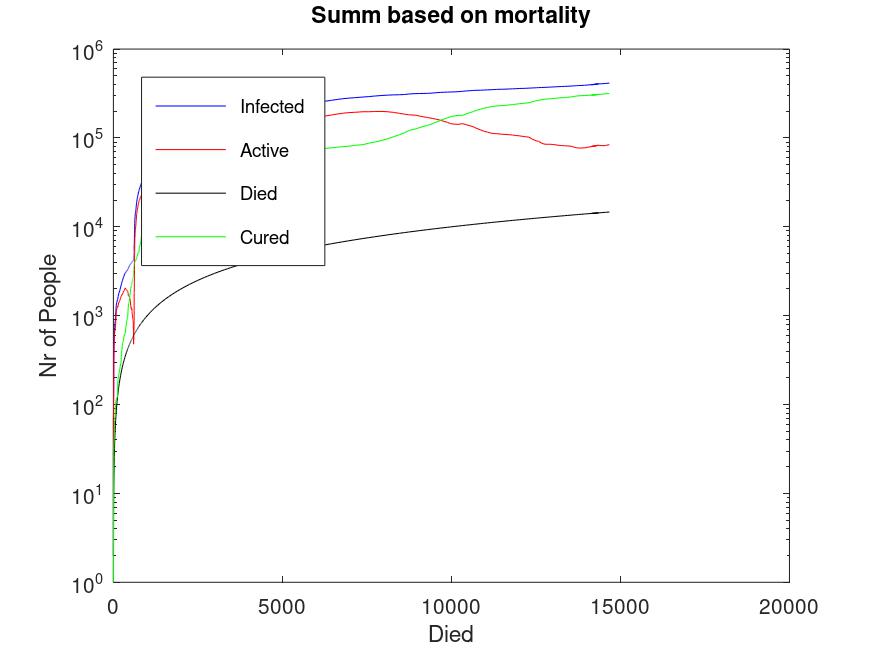 Summ based on mortality
10^6
10^5
10^4
10^3
10^2
10^1
10^0
Nr of People
Infected
Active
Died
Cured
0 5000 10000 15000 20000
Died